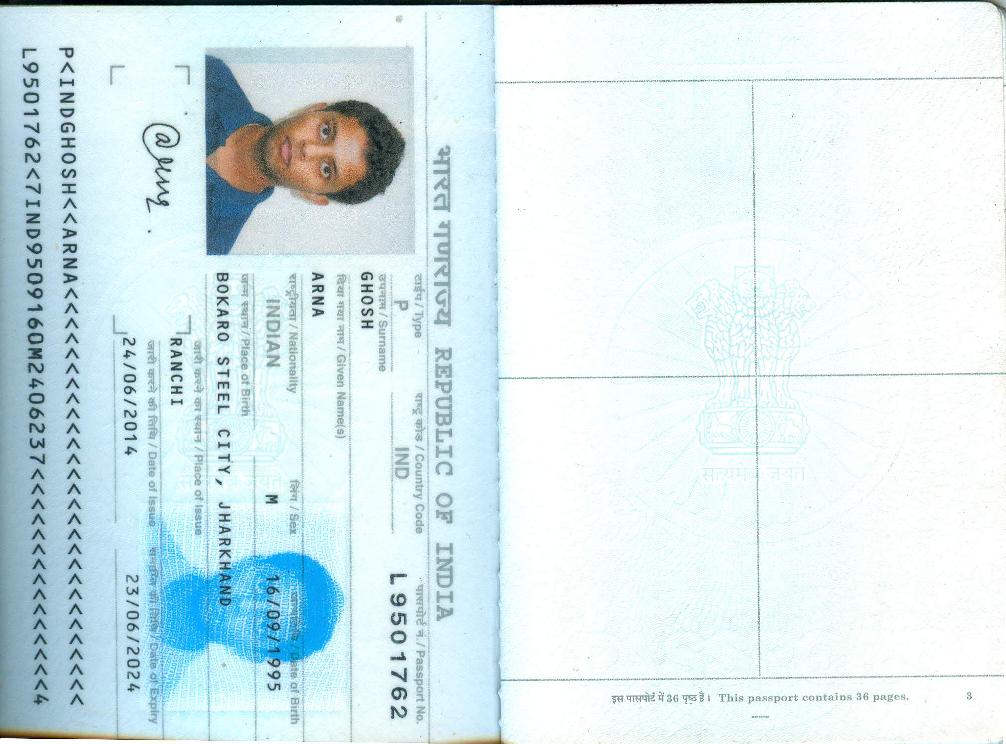 भारत गणराज्य REPUBLIC OF INDIA
टाईप / Type राष्ट्र कोड / Country Code पासपोर्ट नं. / Passport No.
P IND L9501762
उपनाम / Surname
GHOSH
दिया गया नाम / Given Name(s)
ARNA
राष्ट्रीयता / Nationality लिंग / Sex जन्मतिथि / Date of Birth
INDIAN M 16/09/1995
जन्म स्थान / Place of Birth
BOKARO STEEL CITY, JHARKHAND
जारी करने का स्थान / Place of Issue
RANCHI
जारी करने की तिथि / Date of Issue समाप्ति की तिथि / Date of Expiry
24/06/2014 23/06/2024
P<INDGHOSH<<ARNA<<<<<<<<<<<<<<<<<<<<<<<<<<<<
L9501762<7IND9509160M2406237<<<<<<<<<<<<<<<4
सत्यमेव जयते
इस पासपोर्ट में 36 पृष्ठ हैं। This passport contains 36 pages. 3